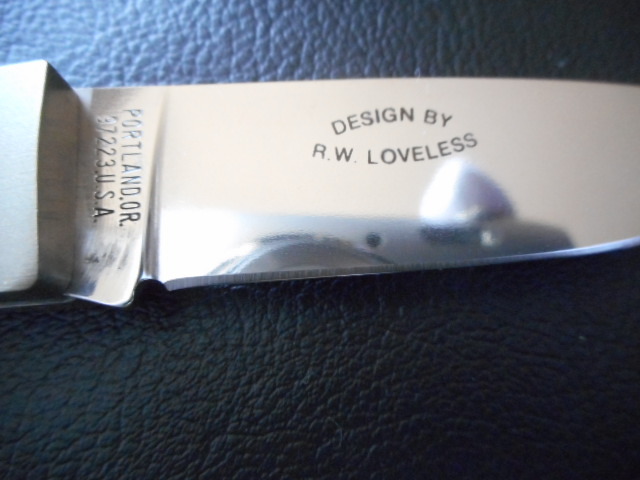 DESIGN BY
R.W. LOVELESS
PORTLAND.OR.
97223.U.S.A.